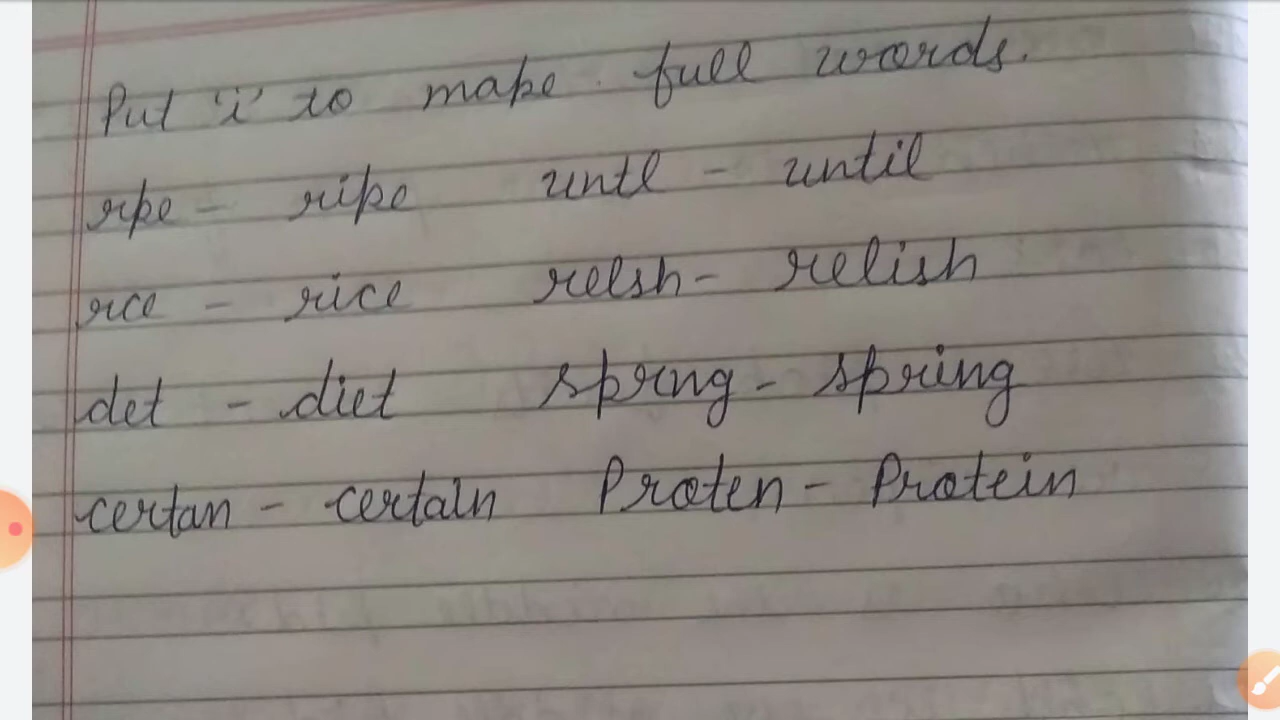 Put 'i' to make full words.
rpe - ripe untl - until
rce - rice relsh - relish
det - diet sprng - spring
certan - certain Proten - Protein